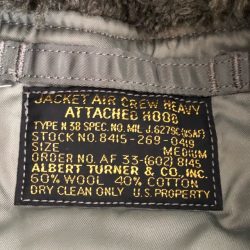 JACKET AIR CREW HEAVY
ATTACHED HOOD
TYPE N 3B SPEC. NO. MIL J.6279C (USAF)
STOCK NO. 8415-269-0419
SIZE MEDIUM
ORDER NO. AF 33-(602) 8145
ALBERT TURNER & CO., INC.
60% WOOL 40% COTTON
DRY CLEAN ONLY U.S. PROPERTY